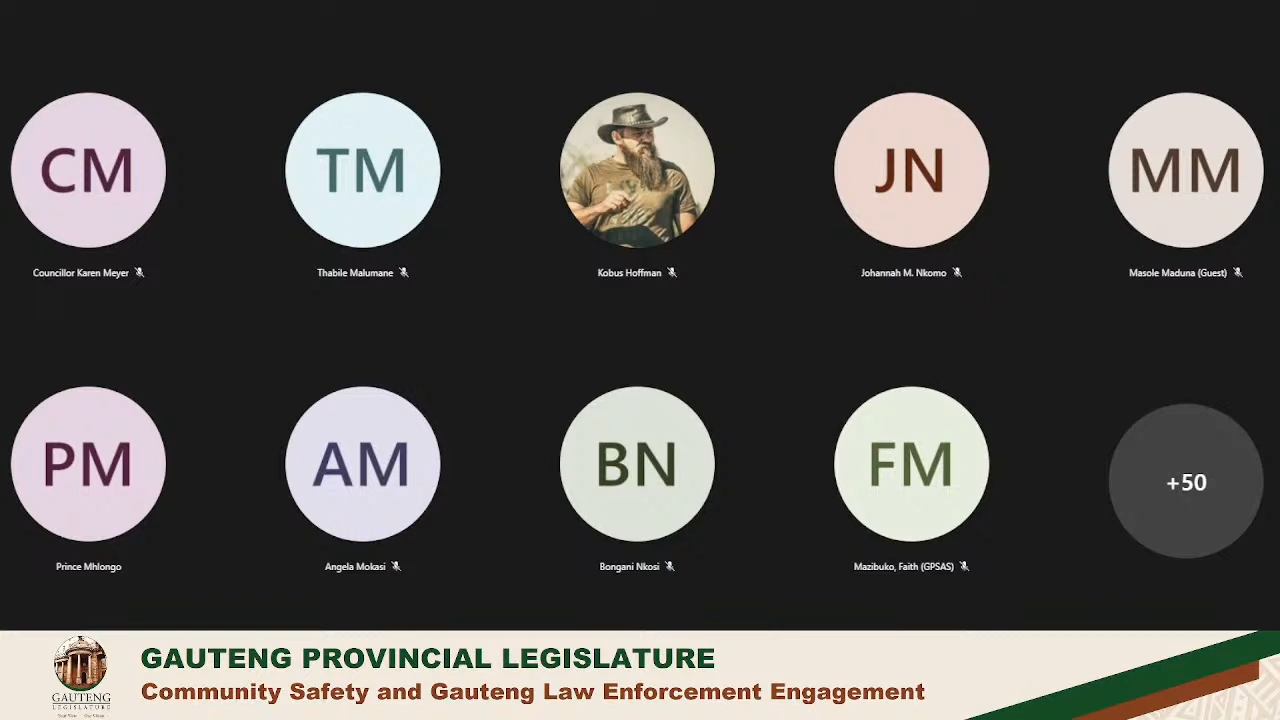 CM
TM
JN
MM
Councillor Karen Meyer
Thabile Malumane
Kobus Hoffman
Johannah M. Nkomo
Masole Maduna (Guest)
PM
AM
BN
FM
+50
Prince Mhlongo
Angela Mokasi
Bongani Nkosi
Mazibuko, Faith (GPSAS)
GAUTENG PROVINCIAL LEGISLATURE
Community Safety and Gauteng Law Enforcement Engagement
GAUTENG
LEGISLATURE